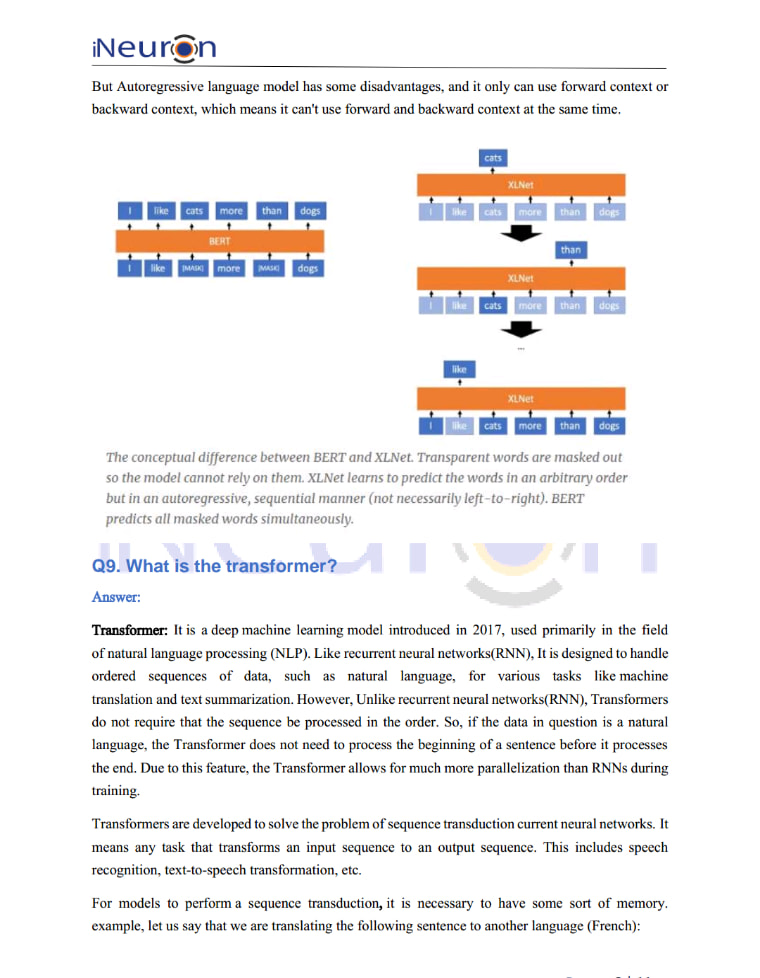 iNeuron
But Autoregressive language model has some disadvantages, and it only can use forward context or
backward context, which means it can't use forward and backward context at the same time.
cats
XLNet
I like cats more than dogs
than
XLNet
I like cats more than dogs
...
like
XLNet
I like cats more than dogs
I like cats more than dogs
BERT
I like [MASK] more [MASK] dogs
The conceptual difference between BERT and XLNet. Transparent words are masked out
so the model cannot rely on them. XLNet learns to predict the words in an arbitrary order
but in an autoregressive, sequential manner (not necessarily left-to-right). BERT
predicts all masked words simultaneously.
Q9. What is the transformer?
Answer:
Transformer: It is a deep machine learning model introduced in 2017, used primarily in the field
of natural language processing (NLP). Like recurrent neural networks(RNN), It is designed to handle
ordered sequences of data, such as natural language, for various tasks like machine
translation and text summarization. However, Unlike recurrent neural networks(RNN), Transformers
do not require that the sequence be processed in the order. So, if the data in question is a natural
language, the Transformer does not need to process the beginning of a sentence before it processes
the end. Due to this feature, the Transformer allows for much more parallelization than RNNs during
training.
Transformers are developed to solve the problem of sequence transduction current neural networks. It
means any task that transforms an input sequence to an output sequence. This includes speech
recognition, text-to-speech transformation, etc.
For models to perform a sequence transduction, it is necessary to have some sort of memory.
example, let us say that we are translating the following sentence to another language (French):